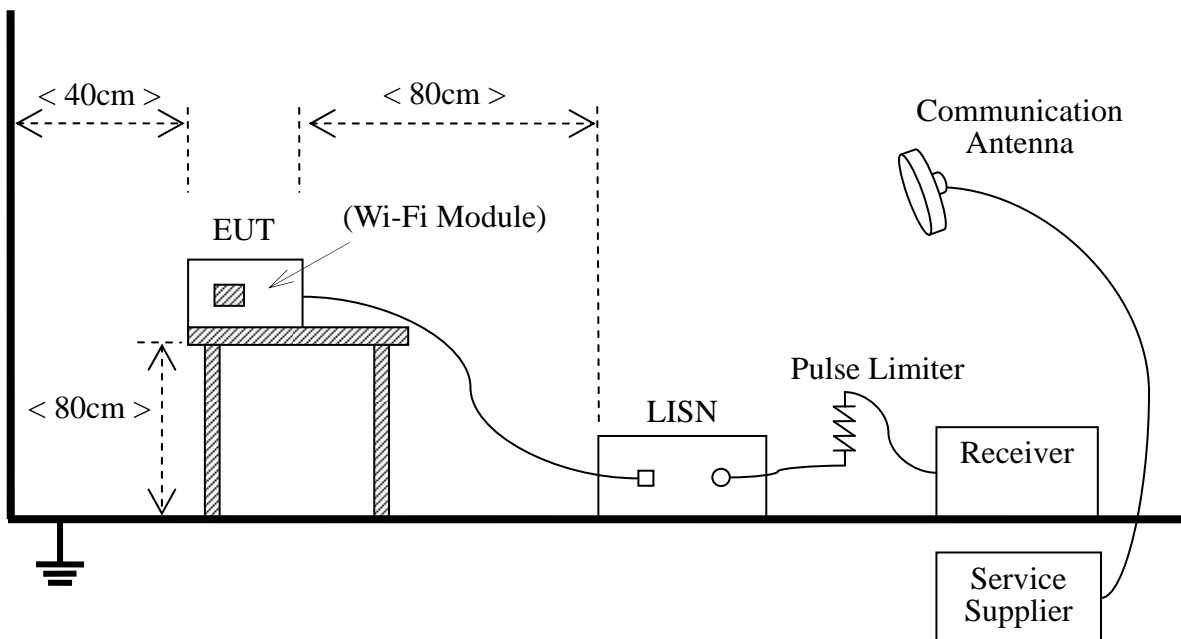 < 40cm >
< 80cm >
Communication
Antenna
EUT
(Wi-Fi Module)
< 80cm >
Pulse Limiter
LISN
Receiver
Service
Supplier